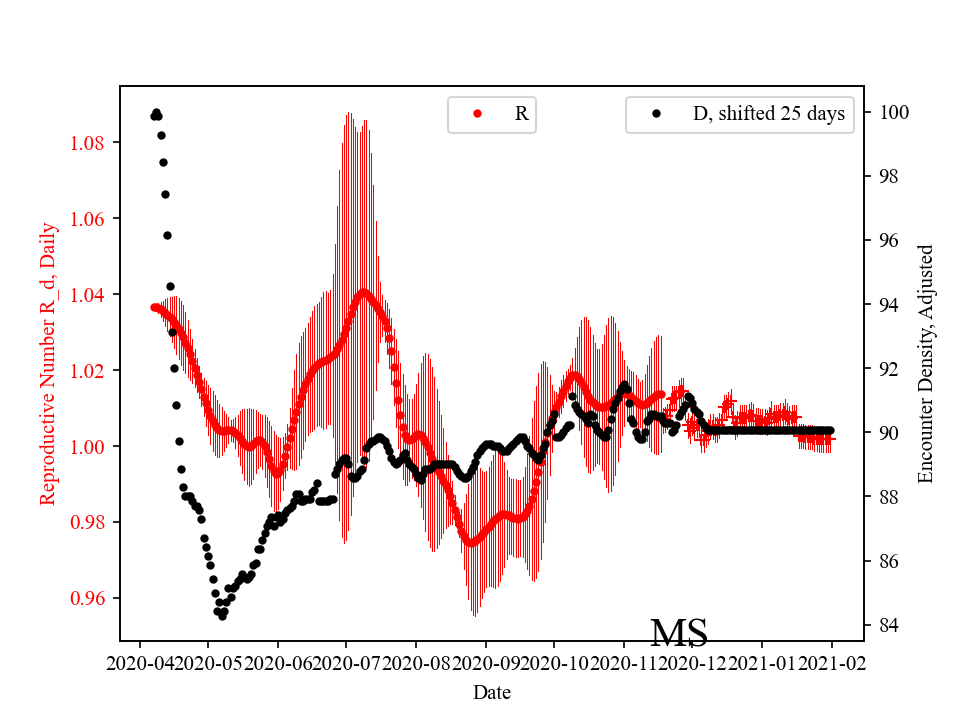 R
D, shifted 25 days
1.08
1.06
1.04
1.02
1.00
0.98
0.96
Reproductive Number R_d, Daily
100
98
96
94
92
90
88
86
84
Encounter Density, Adjusted
MS
2020-04 2020-05 2020-06 2020-07 2020-08 2020-09 2020-10 2020-11 2020-12 2021-01 2021-02
Date